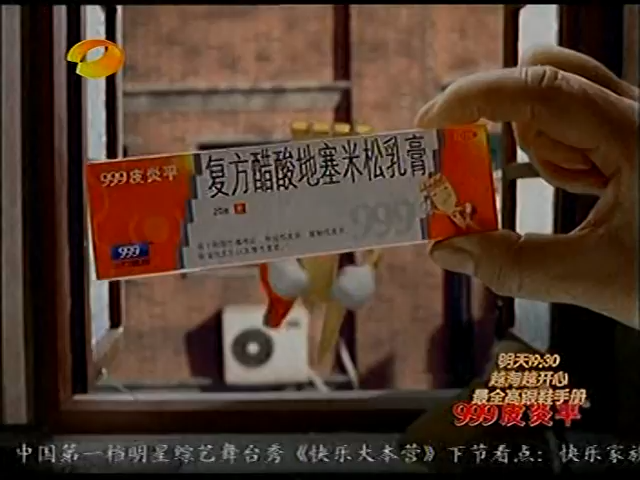 999皮炎平
复方醋酸地塞米松乳膏
20g
999
999
明天19:30
越淘越开心
最全高跟鞋手册
999皮炎平
中国第一档明星综艺舞台秀《快乐大本营》下节看点：快乐家族